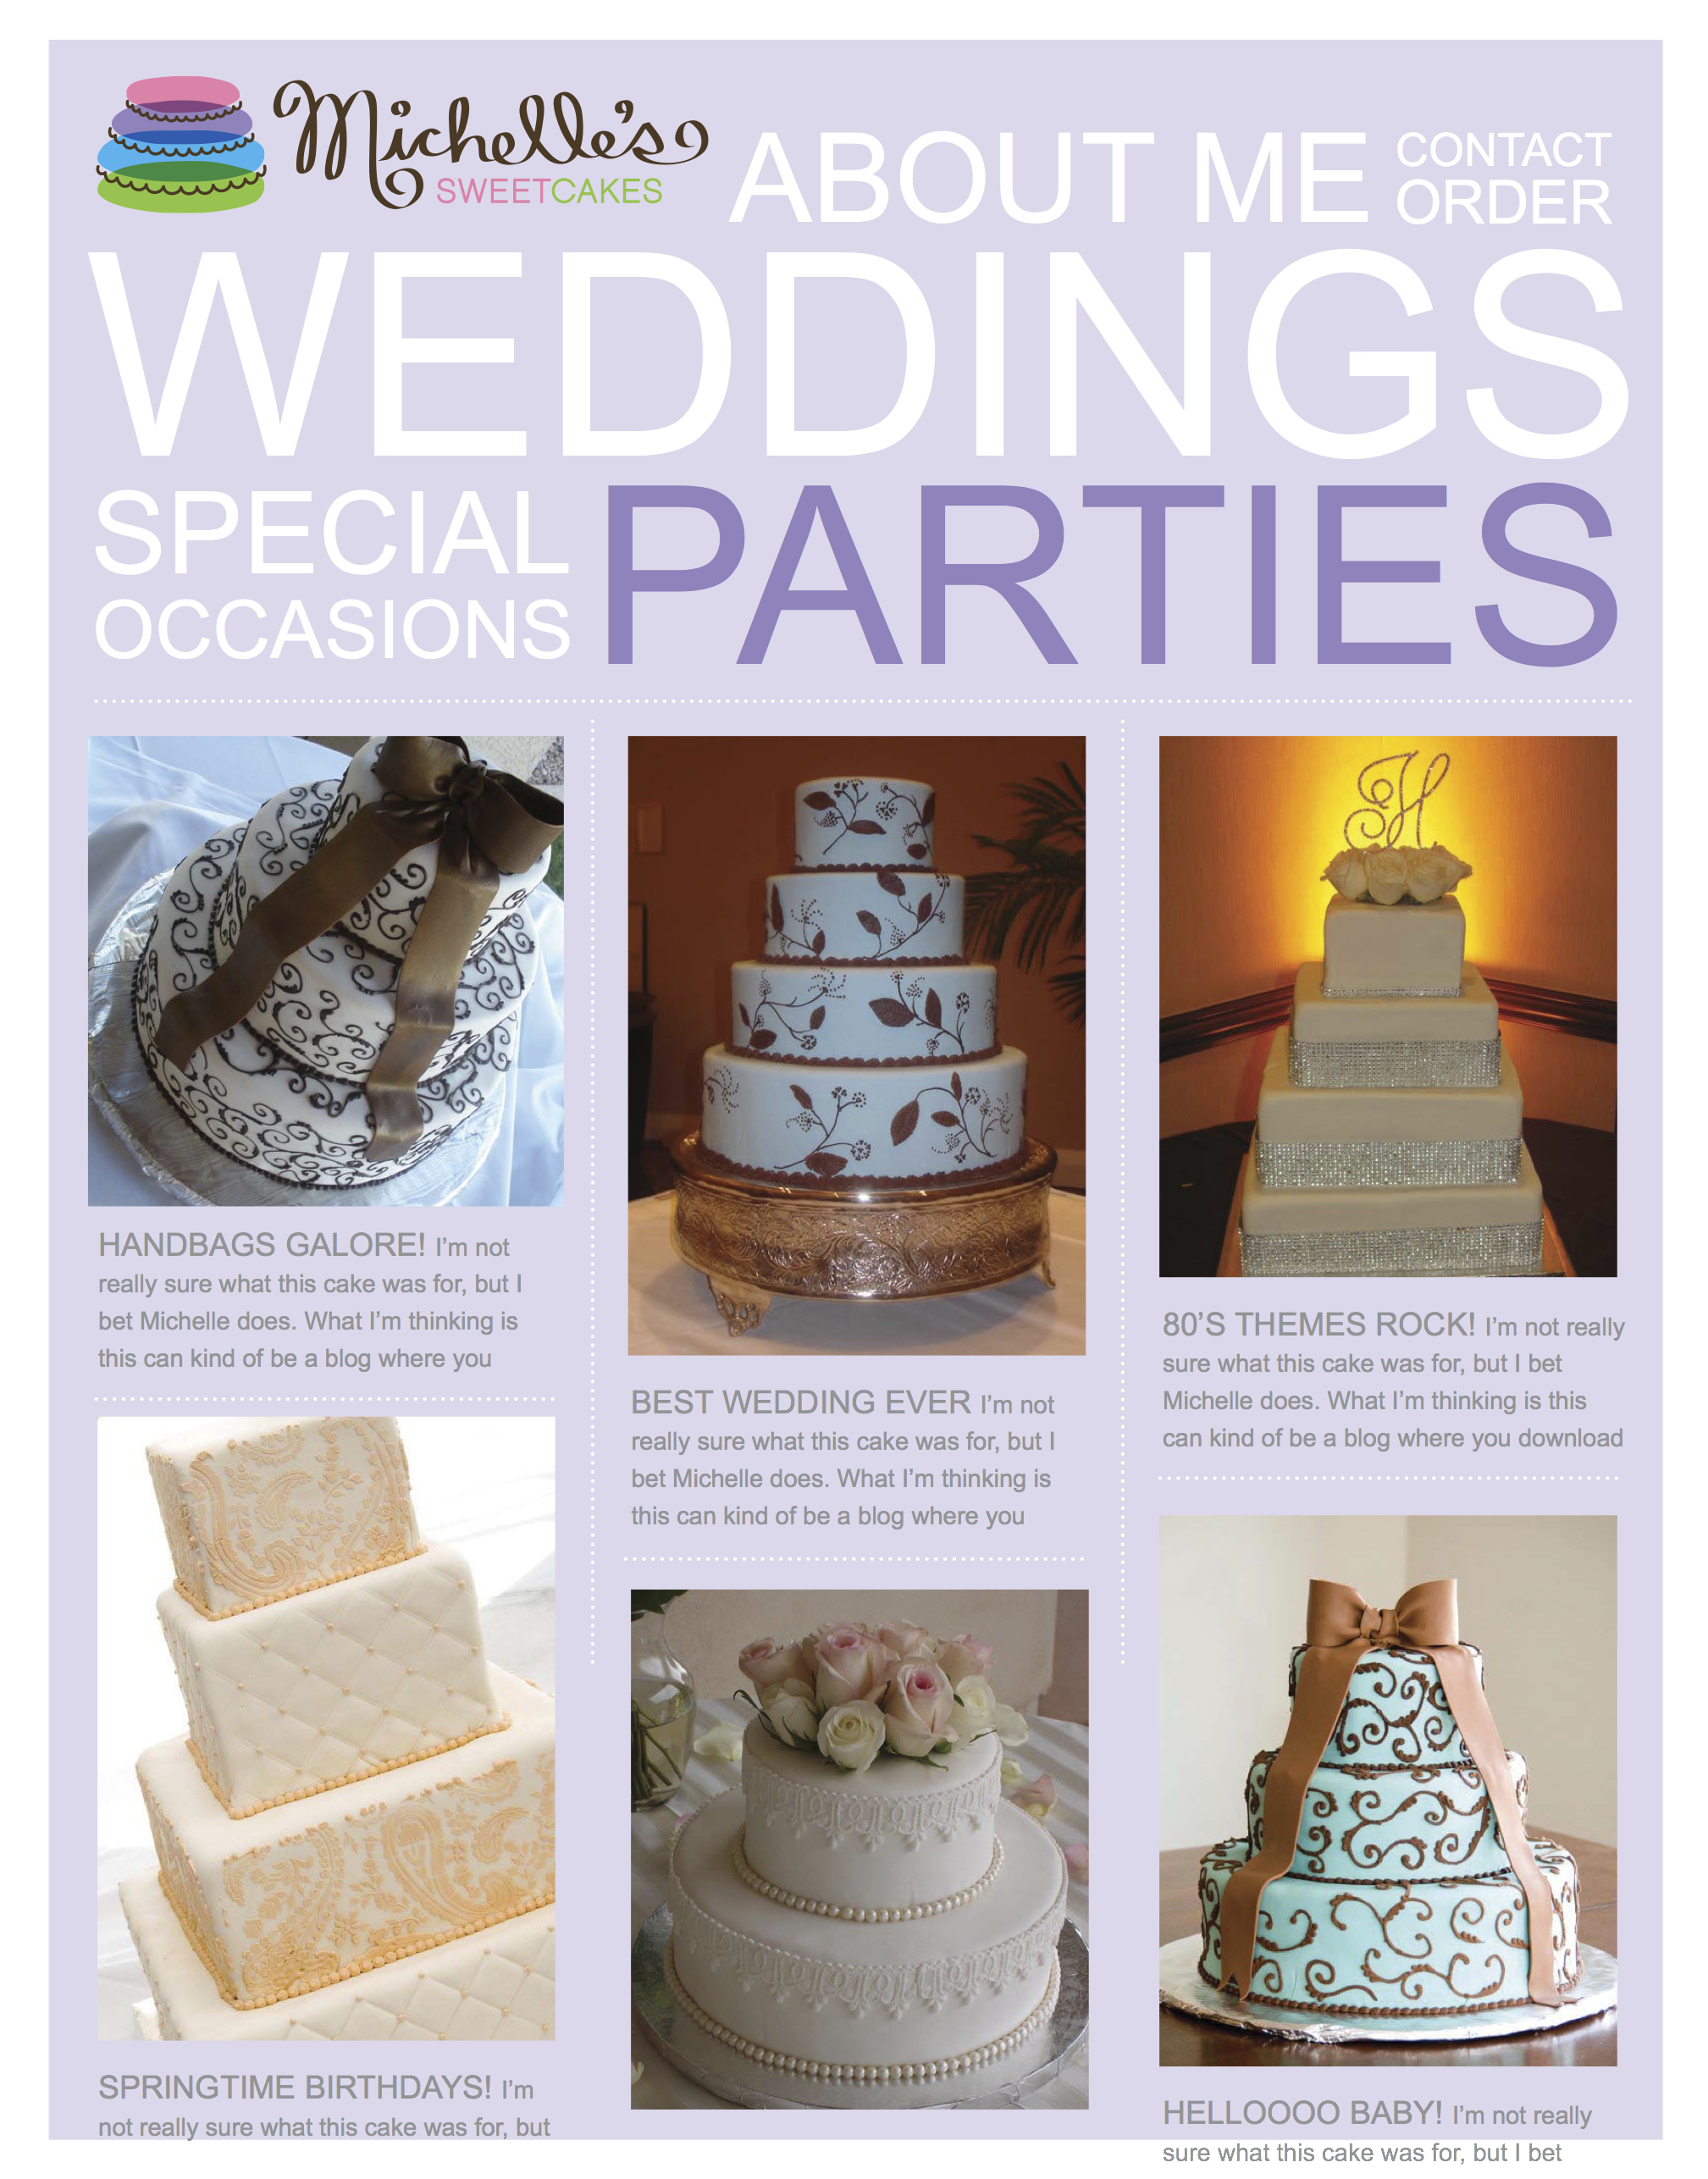 Michelle's
SWEETCAKES
ABOUT ME
CONTACT
ORDER
WEDDINGS
SPECIAL
OCCASIONS
PARTIES
HANDBAGS GALORE! I'm not
really sure what this cake was for, but I
bet Michelle does. What I'm thinking is
this can kind of be a blog where you
SPRINGTIME BIRTHDAYS! I'm
not really sure what this cake was for, but
BEST WEDDING EVER I'm not
really sure what this cake was for, but I
bet Michelle does. What I'm thinking is
this can kind of be a blog where you
H
80'S THEMES ROCK! I'm not really
sure what this cake was for, but I bet
Michelle does. What I'm thinking is this
can kind of be a blog where you download
HELLOOOO BABY! I'm not really
sure what this cake was for, but I bet